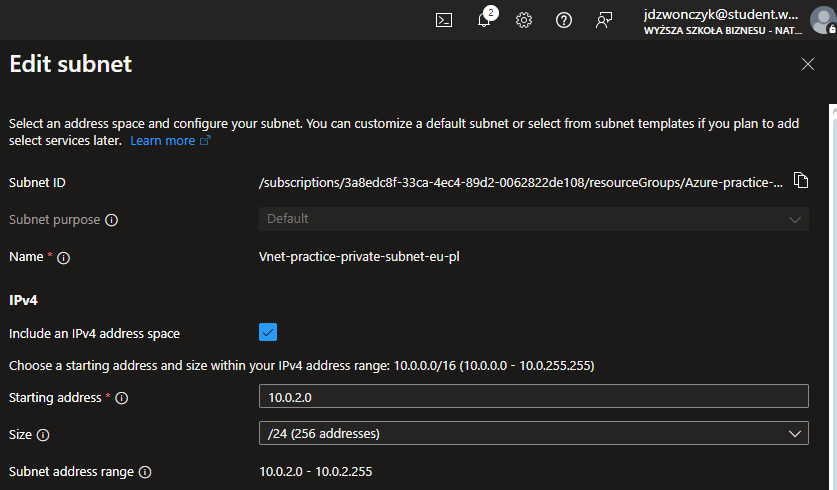 2
jdzwonczyk@student.w...
WYŻSZA SZKOŁA BIZNESU - NAT...
Edit subnet
Select an address space and configure your subnet. You can customize a default subnet or select from subnet templates if you plan to add
select services later. Learn more
Subnet ID /subscriptions/3a8edc8f-33ca-4ec4-89d2-0062822de108/resourceGroups/Azure-practice-...
Subnet purpose Default
Name * Vnet-practice-private-subnet-eu-pl
IPv4
Include an IPv4 address space
Choose a starting address and size within your IPv4 address range: 10.0.0.0/16 (10.0.0.0 - 10.0.255.255)
Starting address * 10.0.2.0
Size /24 (256 addresses)
Subnet address range 10.0.2.0 - 10.0.2.255